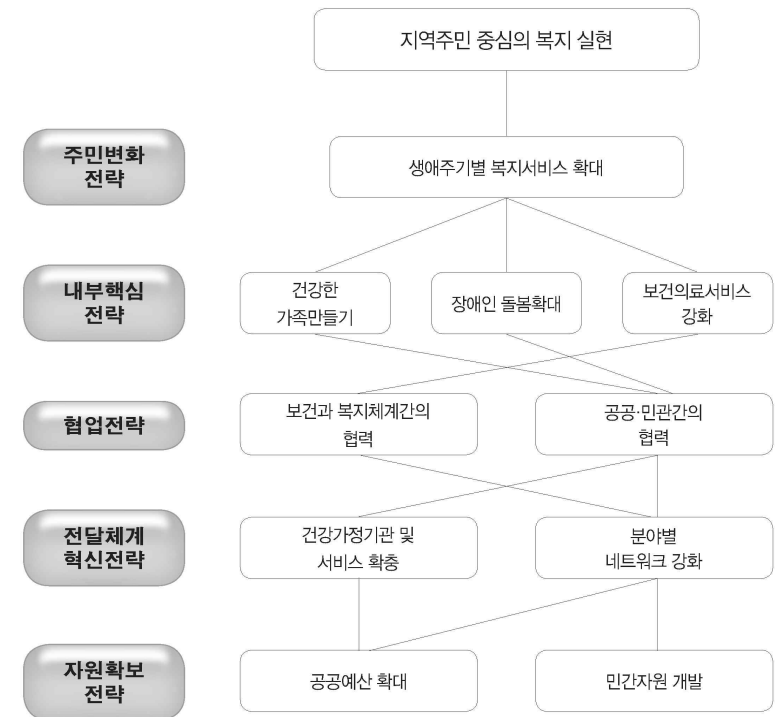 지역주민 중심의 복지 실현
주민변화
전략
생애주기별 복지서비스 확대
내부핵심
전략
건강한
가족만들기
장애인 돌봄확대
보건의료서비스
강화
협업전략
보건과 복지체계간의
협력
공공·민관간의
협력
전달체계
혁신전략
건강가정기관 및
서비스 확충
분야별
네트워크 강화
자원확보
전략
공공예산 확대
민간자원 개발